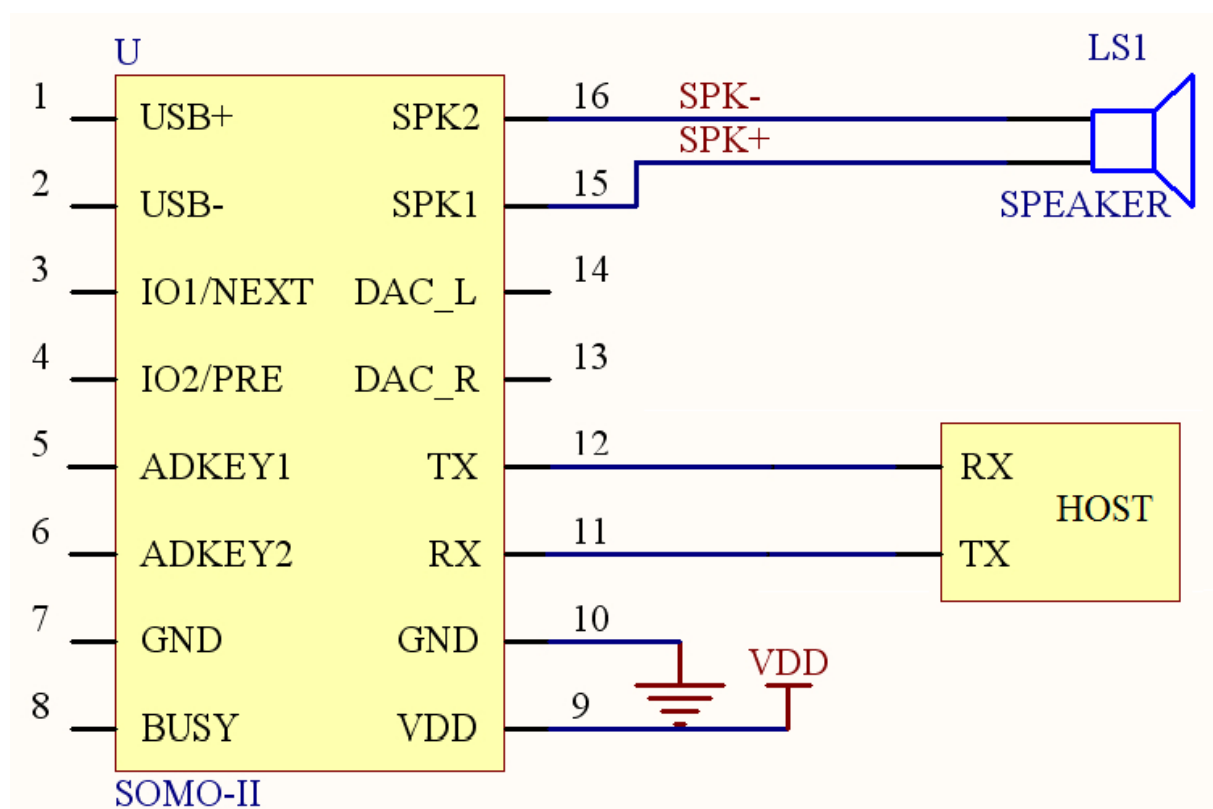 U
LS1
1 USB+ SPK2 16 SPK-
SPK+
2 USB- SPK1 15 SPEAKER
3 IO1/NEXT DAC_L 14
4 IO2/PRE DAC_R 13
5 ADKEY1 TX 12 RX
HOST
6 ADKEY2 RX 11 TX
7 GND GND 10
VDD
8 BUSY VDD 9
SOMO-II